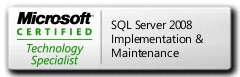 Microsoft
CERTIFIED
Technology
Specialist
SQL Server 2008
Implementation &
Maintenance